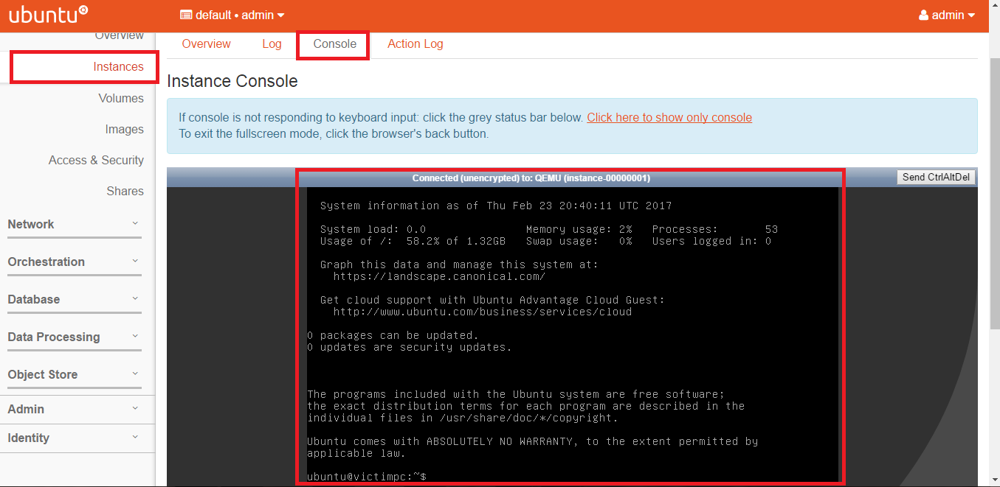 ubuntu
default • admin
admin
Overview
Instances
Volumes
Images
Access & Security
Shares
Network
Orchestration
Database
Data Processing
Object Store
Admin
Identity
Overview Log Console Action Log
Instance Console
If console is not responding to keyboard input: click the grey status bar below. Click here to show only console
To exit the fullscreen mode, click the browser's back button.
Connected (unencrypted) to: QEMU (instance-00000001)
Send CtrlAltDel
System information as of Thu Feb 23 20:40:11 UTC 2017
System load: 0.0 Memory usage: 2% Processes: 53
Usage of /: 58.2% of 1.32GB Swap usage: 0% Users logged in: 0
Graph this data and manage this system at:
https://landscape.canonical.com/
Get cloud support with Ubuntu Advantage Cloud Guest:
http://www.ubuntu.com/business/services/cloud
0 packages can be updated.
0 updates are security updates.
The programs included with the Ubuntu system are free software;
the exact distribution terms for each program are described in the
individual files in /usr/share/doc/*/copyright.
Ubuntu comes with ABSOLUTELY NO WARRANTY, to the extent permitted by
applicable law.
ubuntu@victimpc:~$